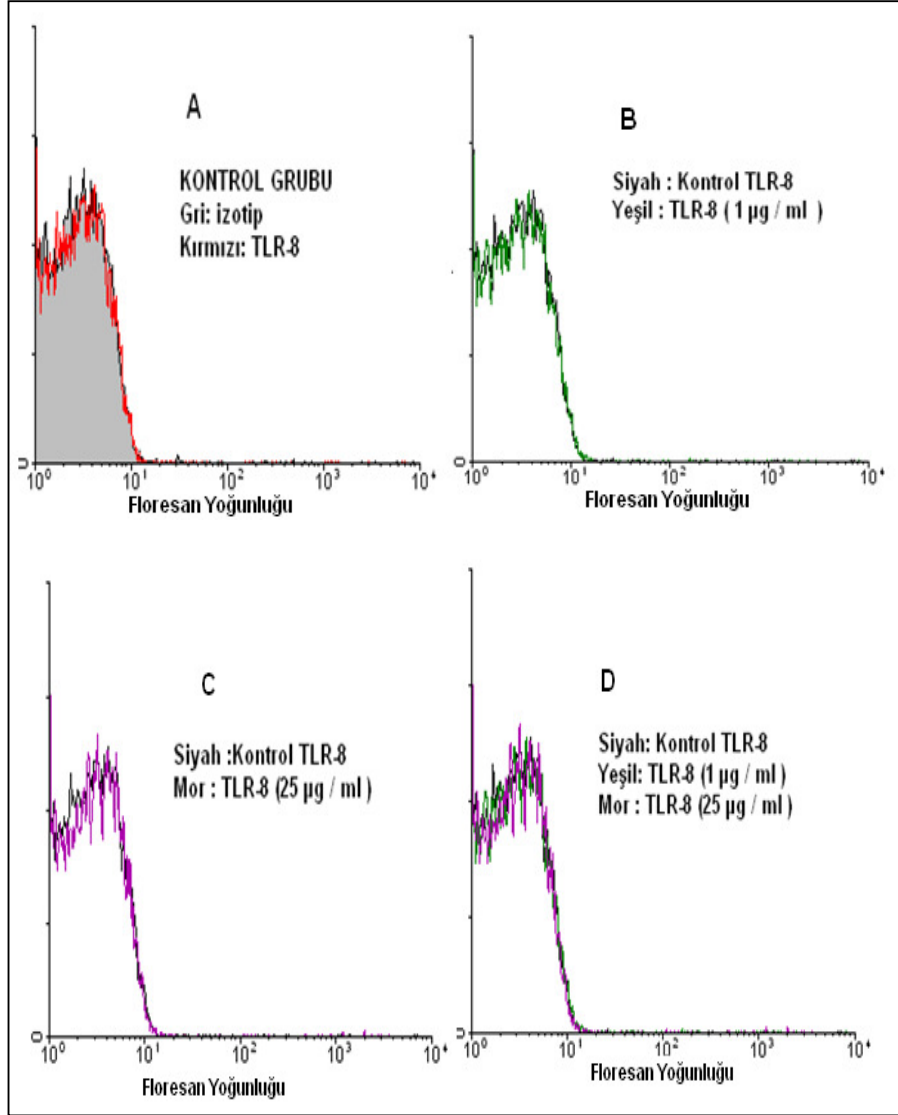 A
KONTROL GRUBU
Gri: izotip
Kırmızı: TLR-8
0
10⁰ 10¹ 10² 10³ 10⁴
Floresan Yoğunluğu
B
Siyah : Kontrol TLR-8
Yeşil : TLR-8 ( 1 µg / ml )
0
10⁰ 10¹ 10² 10³ 10⁴
Floresan Yoğunluğu
C
Siyah :Kontrol TLR-8
Mor : TLR-8 (25 µg / ml )
0
10⁰ 10¹ 10² 10³ 10⁴
Floresan Yoğunluğu
D
Siyah: Kontrol TLR-8
Yeşil: TLR-8 (1 µg / ml )
Mor : TLR-8 (25 µg / ml )
0
10⁰ 10¹ 10² 10³ 10⁴
Floresan Yoğunluğu